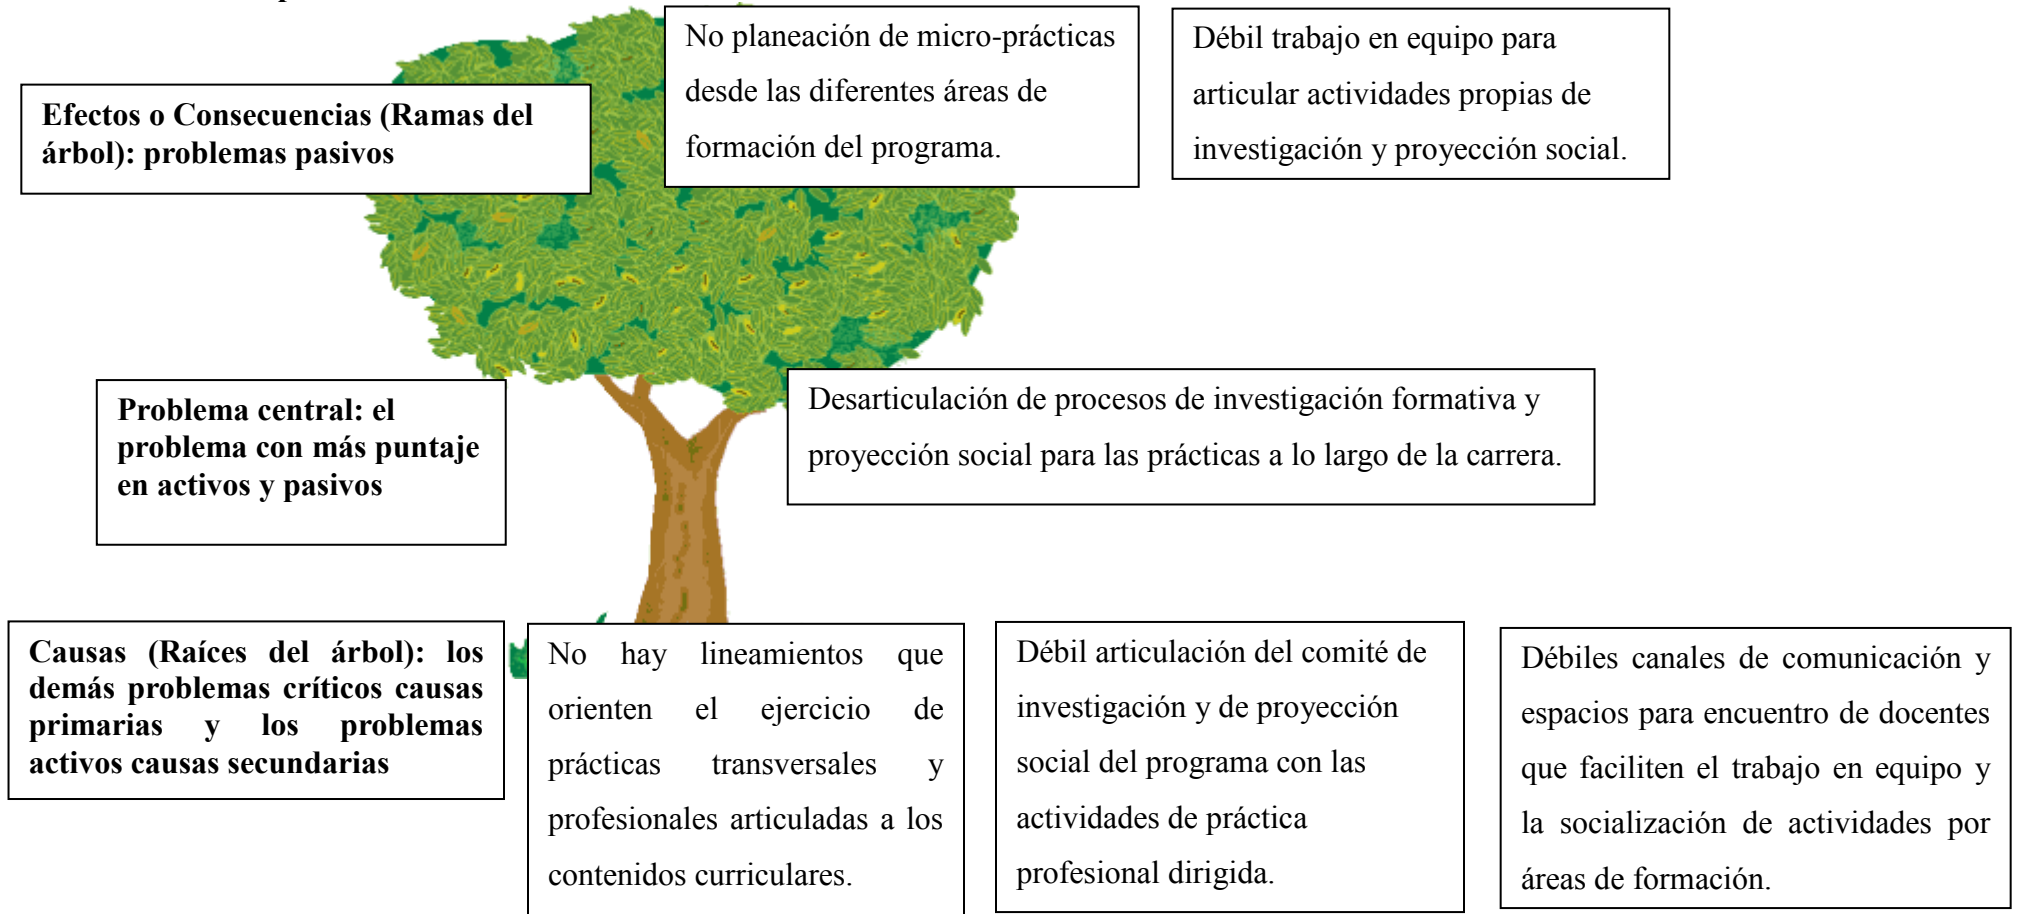 Efectos o Consecuencias (Ramas del
árbol): problemas pasivos
No planeación de micro-prácticas
desde las diferentes áreas de
formación del programa.
Débil trabajo en equipo para
articular actividades propias de
investigación y proyección social.
Problema central: el
problema con más puntaje
en activos y pasivos
Desarticulación de procesos de investigación formativa y
proyección social para las prácticas a lo largo de la carrera.
Causas (Raíces del árbol): los
demás problemas críticos causas
primarias y los problemas
activos causas secundarias
No hay lineamientos que
orienten el ejercicio de
prácticas transversales y
profesionales articuladas a los
contenidos curriculares.
Débil articulación del comité de
investigación y de proyección
social del programa con las
actividades de práctica
profesional dirigida.
Débiles canales de comunicación y
espacios para encuentro de docentes
que faciliten el trabajo en equipo y
la socialización de actividades por
áreas de formación.